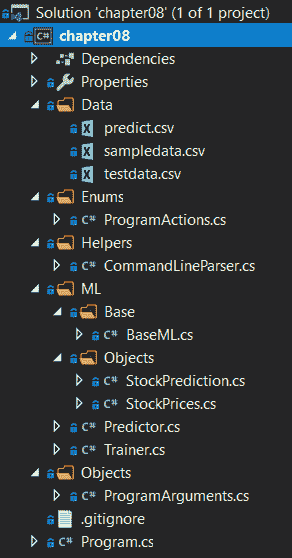 Solution 'chapter08' (1 of 1 project)
C# chapter08
Dependencies
Properties
Data
predict.csv
sampledata.csv
testdata.csv
Enums
C# ProgramActions.cs
Helpers
C# CommandLineParser.cs
ML
Base
C# BaseML.cs
Objects
C# StockPrediction.cs
C# StockPrices.cs
C# Predictor.cs
C# Trainer.cs
Objects
C# ProgramArguments.cs
.gitignore
C# Program.cs